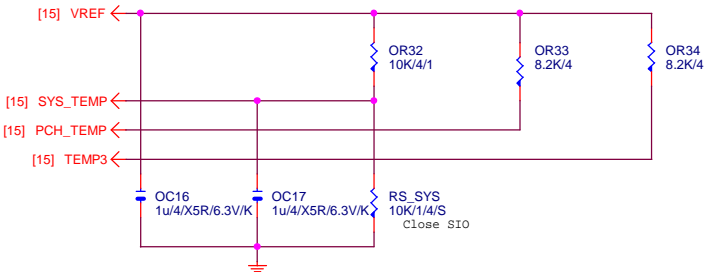 [15] VREF
OR32
10K/4/1
OR33
8.2K/4
OR34
8.2K/4
[15] SYS_TEMP
[15] PCH_TEMP
[15] TEMP3
OC16
1u/4/X5R/6.3V/K
OC17
1u/4/X5R/6.3V/K
RS_SYS
10K/1/4/S
Close SIO